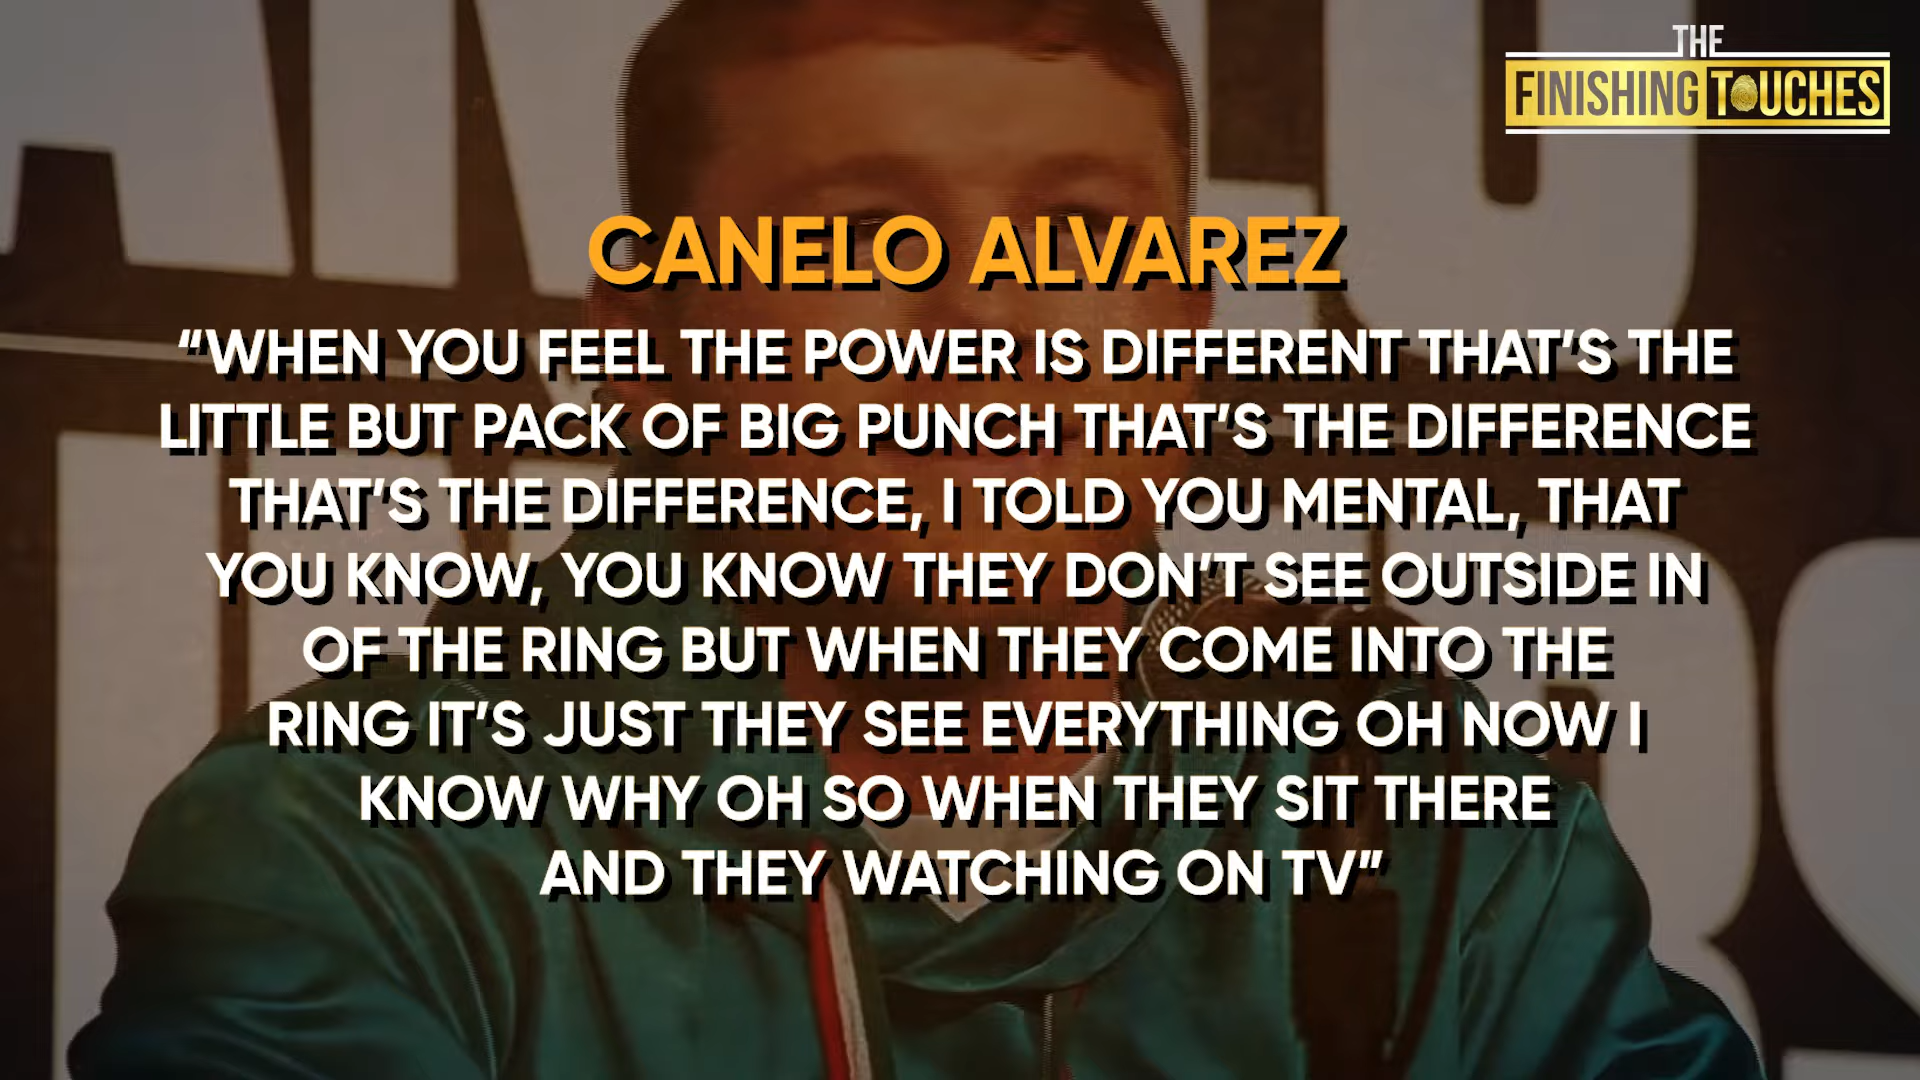 THE
FINISHING TOUCHES
CANELO ALVAREZ
“WHEN YOU FEEL THE POWER IS DIFFERENT THAT’S THE
LITTLE BUT PACK OF BIG PUNCH THAT’S THE DIFFERENCE
THAT’S THE DIFFERENCE, I TOLD YOU MENTAL, THAT
YOU KNOW, YOU KNOW THEY DON’T SEE OUTSIDE IN
OF THE RING BUT WHEN THEY COME INTO THE
RING IT’S JUST THEY SEE EVERYTHING OH NOW I
KNOW WHY OH SO WHEN THEY SIT THERE
AND THEY WATCHING ON TV”